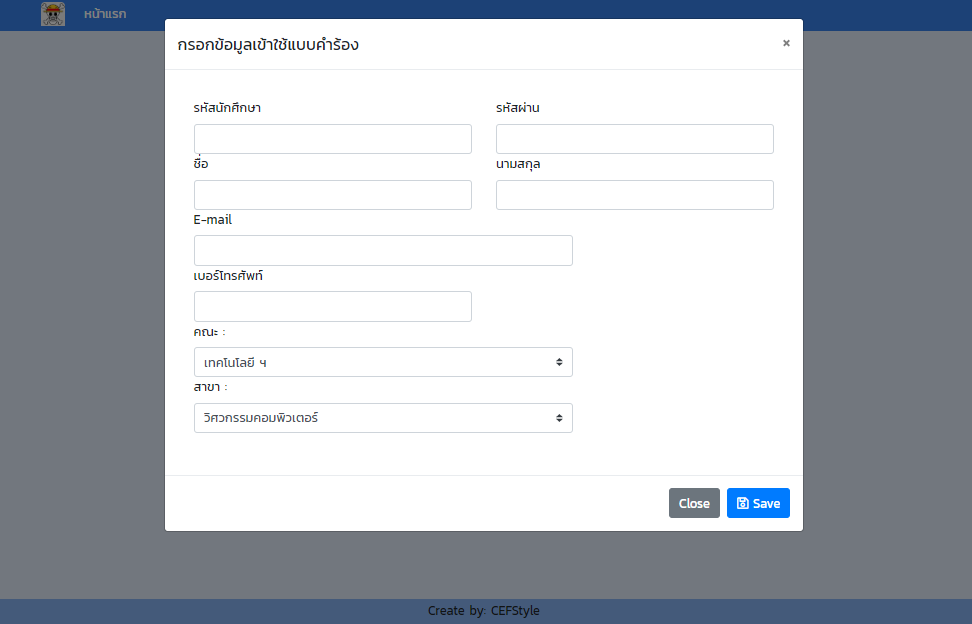 หน้าแรก
กรอกข้อมูลเข้าใช้แบบคำร้อง ×
รหัสนักศึกษา รหัสผ่าน
ชื่อ นามสกุล
E-mail
เบอร์โทรศัพท์
คณะ :
เทคโนโลยี ฯ
สาขา :
วิศวกรรมคอมพิวเตอร์
Close Save
Create by: CEFStyle